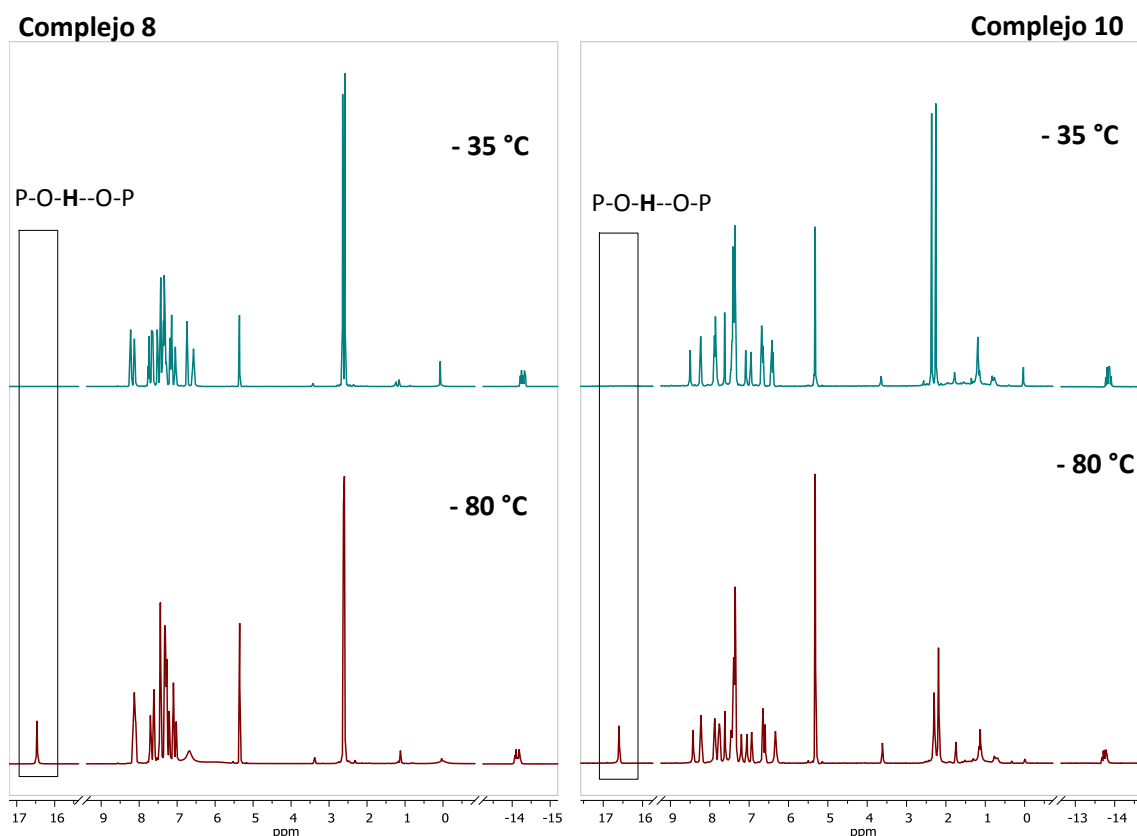 Complejo 8
Complejo 10
- 35 °C
- 35 °C
P-O-H--O-P
P-O-H--O-P
- 80 °C
- 80 °C
17 16 9 8 7 6 5 4 3 2 1 0 -14 -15
ppm
17 16 9 8 7 6 5 4 3 2 1 0 -13 -14
ppm